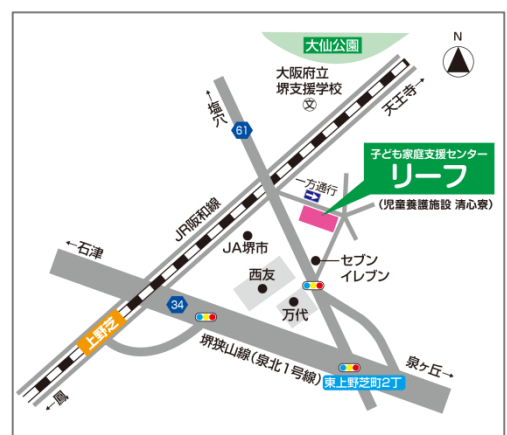 大仙公園
N
大阪府立
堺支援学校
文
天王寺→
←塩穴
61
子ども家庭支援センター
リーフ
(児童養護施設 清心寮)
一方通行
JR阪和線
JA堺市
←石津
セブン
イレブン
西友
万代
34
上野芝
堺狭山線(泉北1号線)
泉ヶ丘→
東上野芝町2丁
←鳳